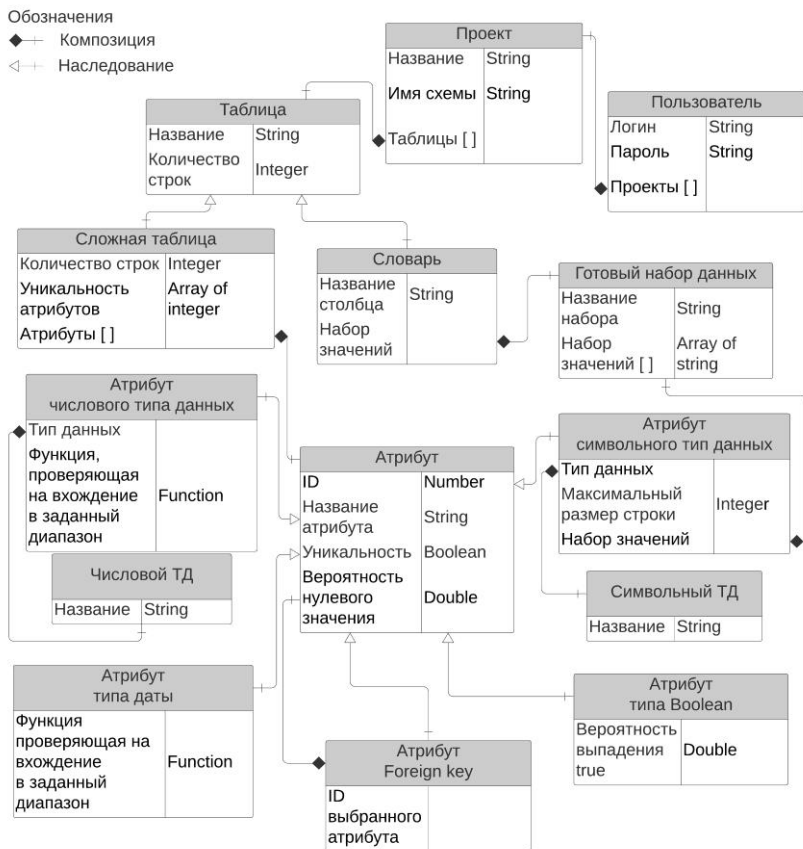 Обозначения
Композиция
Наследование
Проект
Название String
Имя схемы String
Таблицы [ ]
Пользователь
Логин String
Пароль String
Проекты [ ]
Таблица
Название String
Количество
строк Integer
Сложная таблица
Количество строк Integer
Уникальность
атрибутов
Array of
integer
Атрибуты [ ]
Словарь
Название
столбца
String
Набор
значений
Готовый набор данных
Название
набора
String
Набор
значений [ ]
Array of
string
Атрибут
числового типа данных
Тип данных
Функция,
проверяющая
на вхождение
в заданный
диапазон
Function
Атрибут
ID Number
Название
атрибута
String
Уникальность Boolean
Вероятность
нулевого
значения
Double
Атрибут
символьного тип данных
Тип данных
Максимальный
размер строки
Integer
Набор значений
Числовой ТД
Название String
Символьный ТД
Название String
Атрибут
типа даты
Функция
проверяющая на
вхождение
в заданный
диапазон
Function
Атрибут
Foreign key
ID
выбранного
атрибута
Атрибут
типа Boolean
Вероятность
выпадения
true
Double